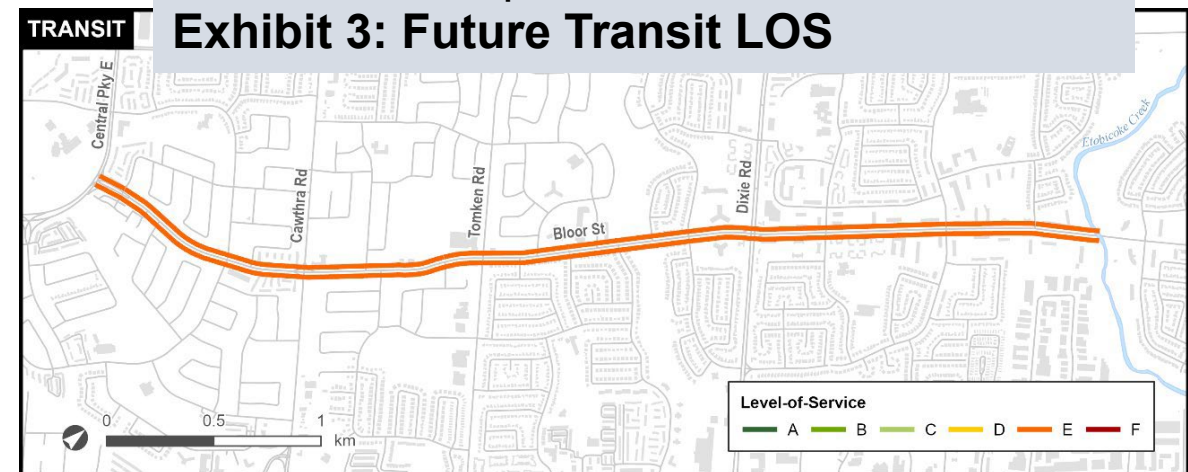 TRANSIT
Exhibit 3: Future Transit LOS
Central Pky E
Cawthra Rd
Tomken Rd
Bloor St
Dixie Rd
Etobicoke Creek
Level-of-Service
A B C D E F
0 0.5 1
km